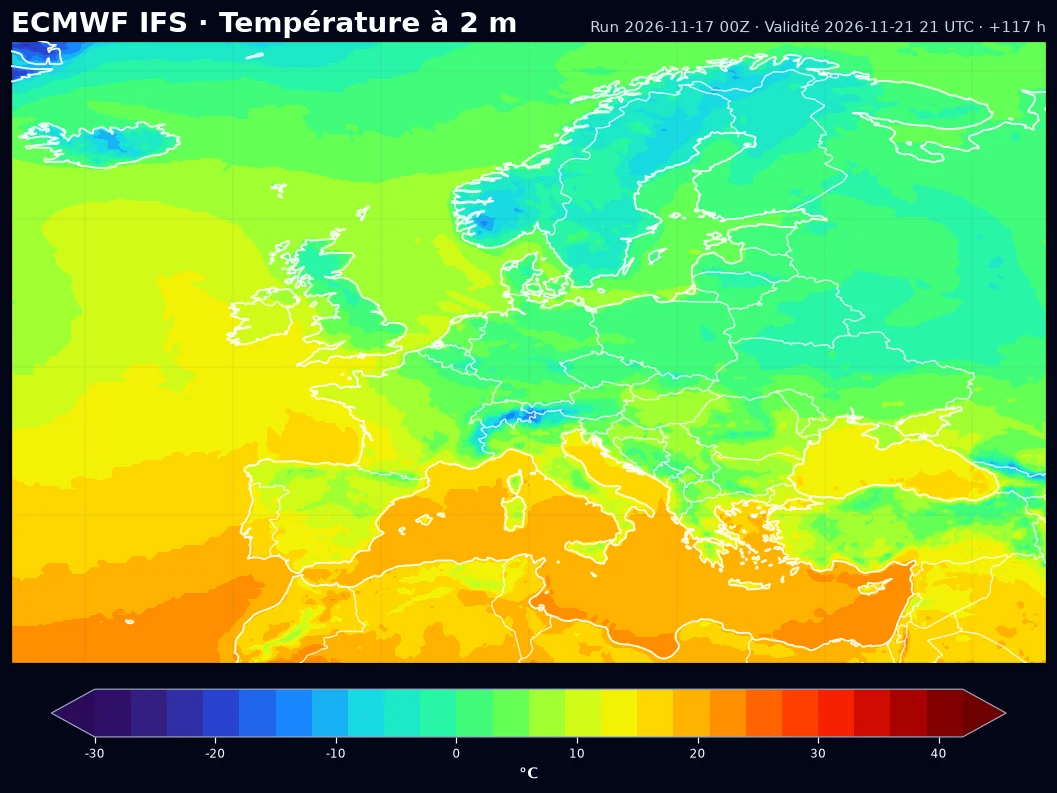 ECMWF IFS · Température à 2 m
Run 2026-11-17 00Z · Validité 2026-11-21 21 UTC · +117 h
-30 -20 -10 0 10 20 30 40
°C